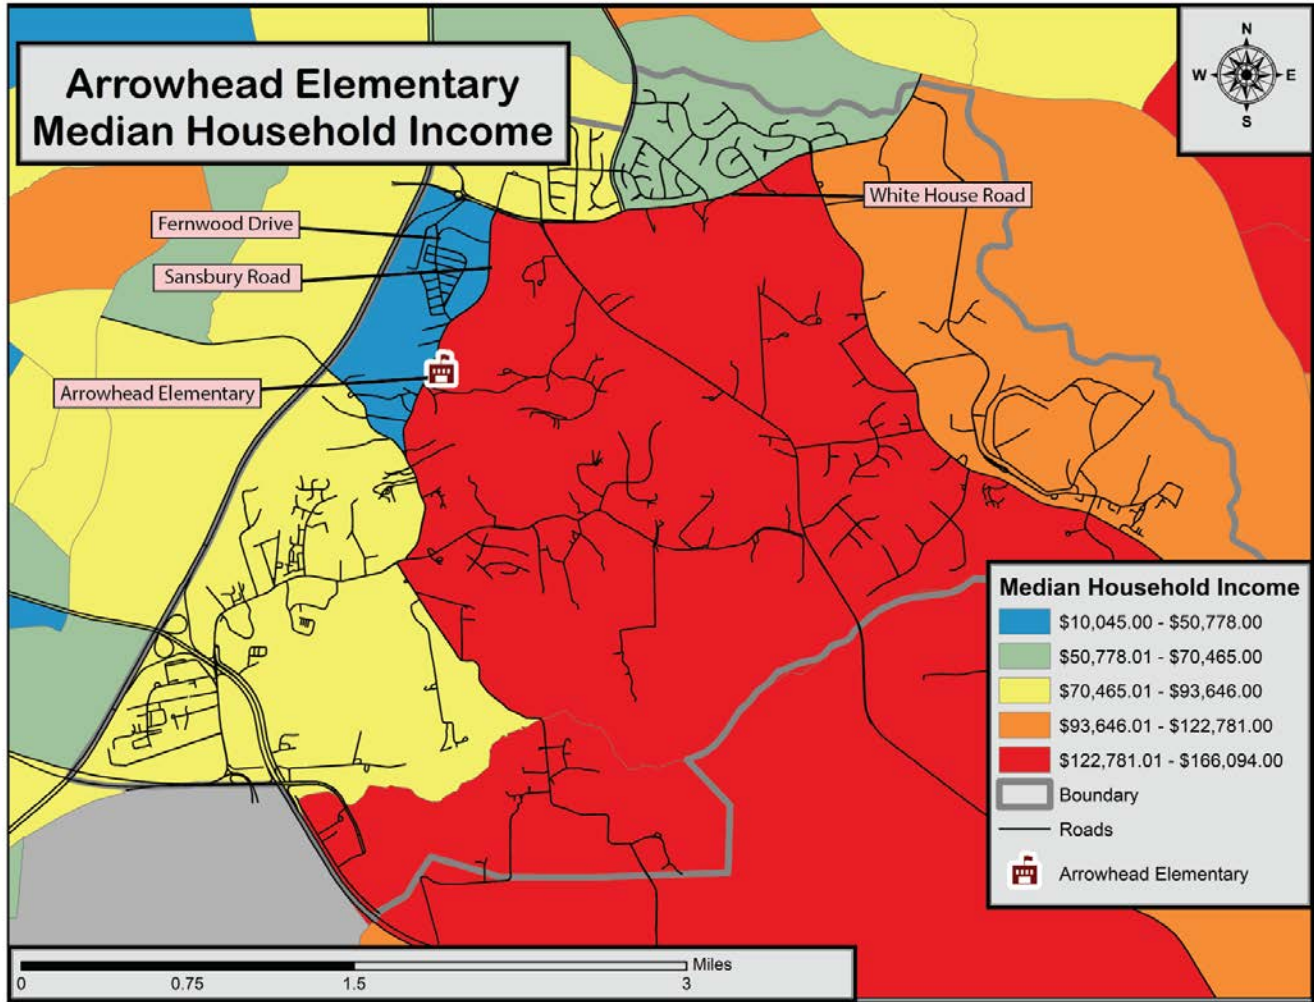 Arrowhead Elementary
Median Household Income
N
W
E
S
White House Road
Fernwood Drive
Sansbury Road
Arrowhead Elementary
Median Household Income
$10,045.00 - $50,778.00
$50,778.01 - $70,465.00
$70,465.01 - $93,646.00
$93,646.01 - $122,781.00
$122,781.01 - $166,094.00
Boundary
Roads
Arrowhead Elementary
Miles
0
0.75
1.5
3